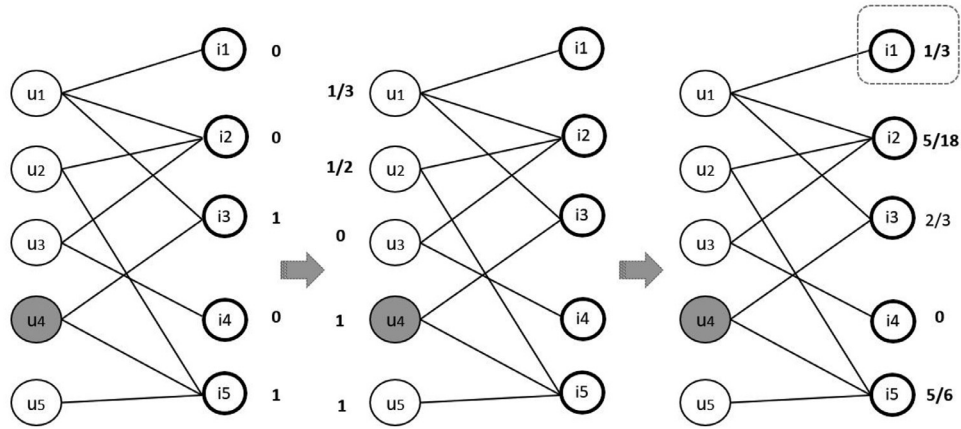 i1 0
u1
i2 0
u2
i3 1
u3
i4 0
u4
i5 1
u5
i1
1/3 u1
i2
1/2 u2
i3
0 u3
i4
1 u4
i5
1 u5
i1 1/3
u1
i2 5/18
u2
i3 2/3
u3
i4 0
u4
i5 5/6
u5